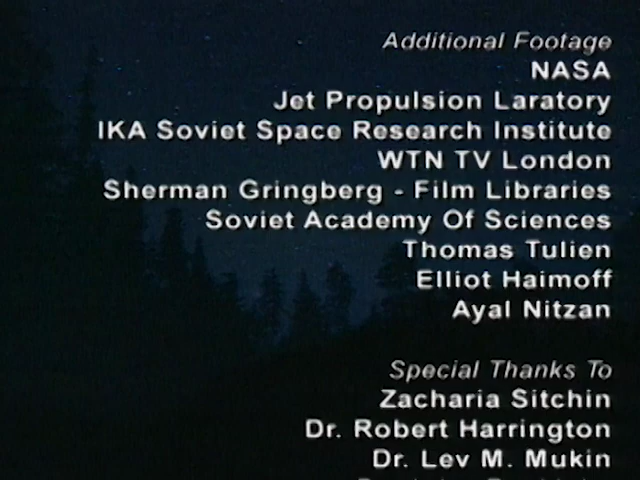 Additional Footage
NASA
Jet Propulsion Laratory
IKA Soviet Space Research Institute
WTN TV London
Sherman Gringberg - Film Libraries
Soviet Academy Of Sciences
Thomas Tulien
Elliot Haimoff
Ayal Nitzan
Special Thanks To
Zacharia Sitchin
Dr. Robert Harrington
Dr. Lev M. Mukin